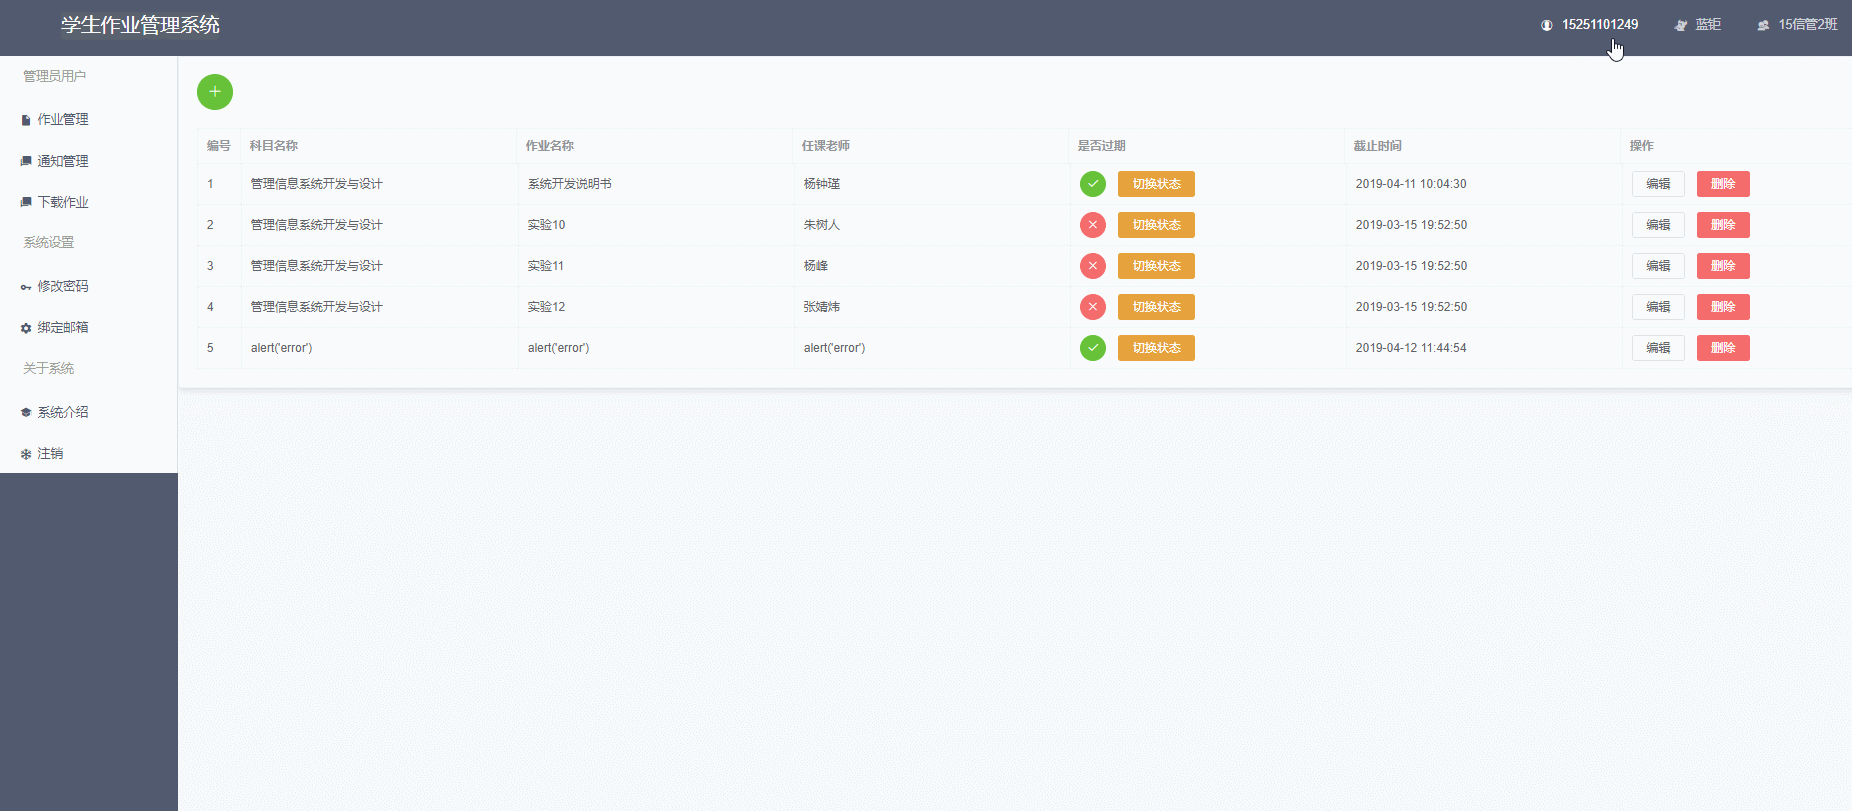 学生作业管理系统
15251101249 蓝钜 15信管2班
管理员用户
作业管理
通知管理
下载作业
系统设置
修改密码
绑定邮箱
关于系统
系统介绍
注销
编号 科目名称 作业名称 任课老师 是否过期 截止时间 操作
1 管理信息系统开发与设计 系统开发说明书 杨钟瑾 切换状态 2019-04-11 10:04:30 编辑 删除
2 管理信息系统开发与设计 实验10 朱树人 切换状态 2019-03-15 19:52:50 编辑 删除
3 管理信息系统开发与设计 实验11 杨峰 切换状态 2019-03-15 19:52:50 编辑 删除
4 管理信息系统开发与设计 实验12 张婧炜 切换状态 2019-03-15 19:52:50 编辑 删除
5 alert('error') alert('error') alert('error') 切换状态 2019-04-12 11:44:54 编辑 删除